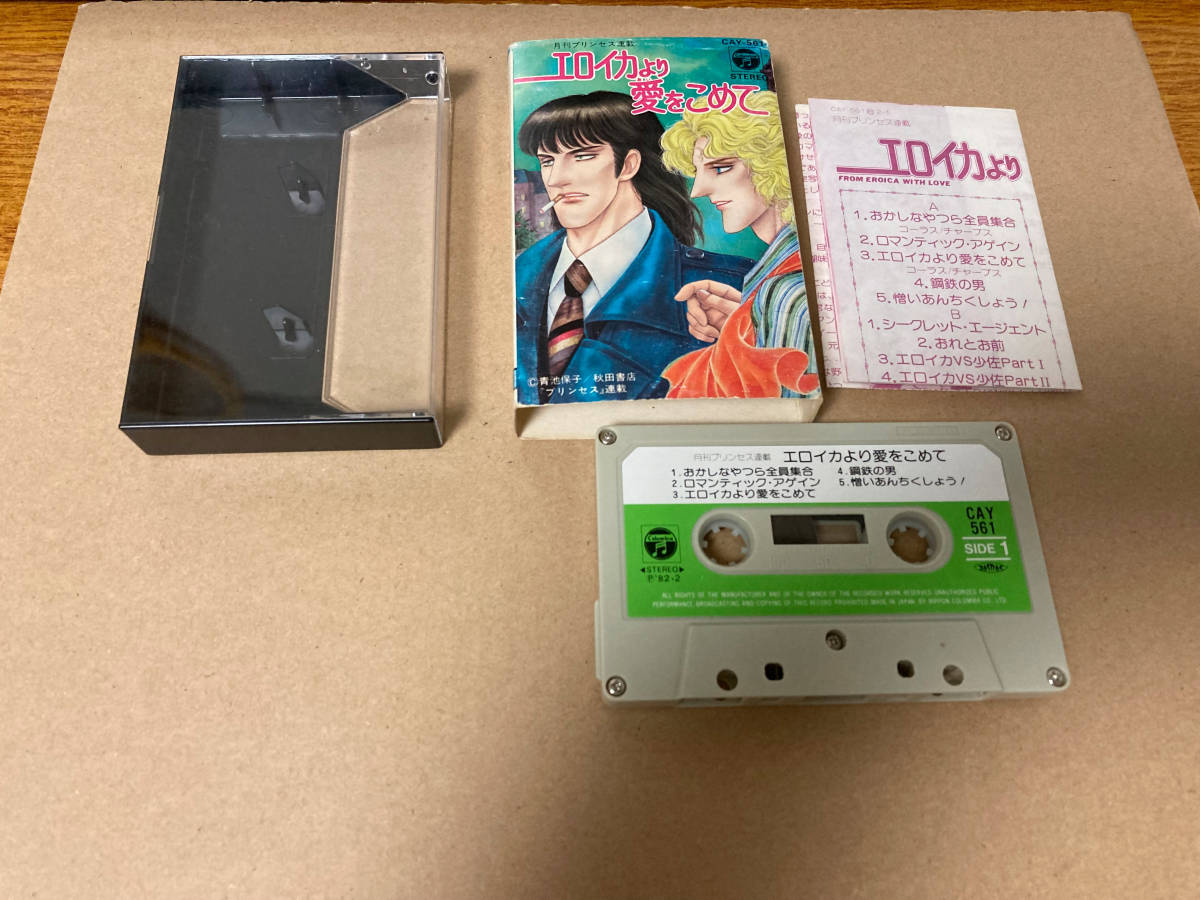 月刊プリンセス連載
CAY-561
エロイカより
愛をこめて
STEREO
©青池保子/秋田書店
『プリンセス』連載
月刊プリンセス連載
エロイカより
FROM EROICA WITH LOVE
A
1.おかしなやつら全員集合
コーラス/チャープス
2.ロマンティック・アゲイン
3.エロイカより愛をこめて
コーラス/チャープス
4.鋼鉄の男
5.憎いあんちくしょう!
B
1.シークレット・エージェント
2.おれとお前
3.エロイカVS少佐Part I
4.エロイカVS少佐Part II
月刊プリンセス連載 エロイカより愛をこめて
1.おかしなやつら全員集合 4.鋼鉄の男
2.ロマンティック・アゲイン 5.憎いあんちくしょう!
3.エロイカより愛をこめて
Columbia
◀STEREO▶
P.'82・2
CAY
561
SIDE 1
ALL RIGHTS OF THE MANUFACTURER AND OF THE OWNER OF THE RECORDED WORK RESERVED UNAUTHORIZED PUBLIC
PERFORMANCE BROADCASTING AND COPYING OF THIS RECORD PROHIBITED MADE IN JAPAN BY NIPPON COLUMBIA CO., LTD.